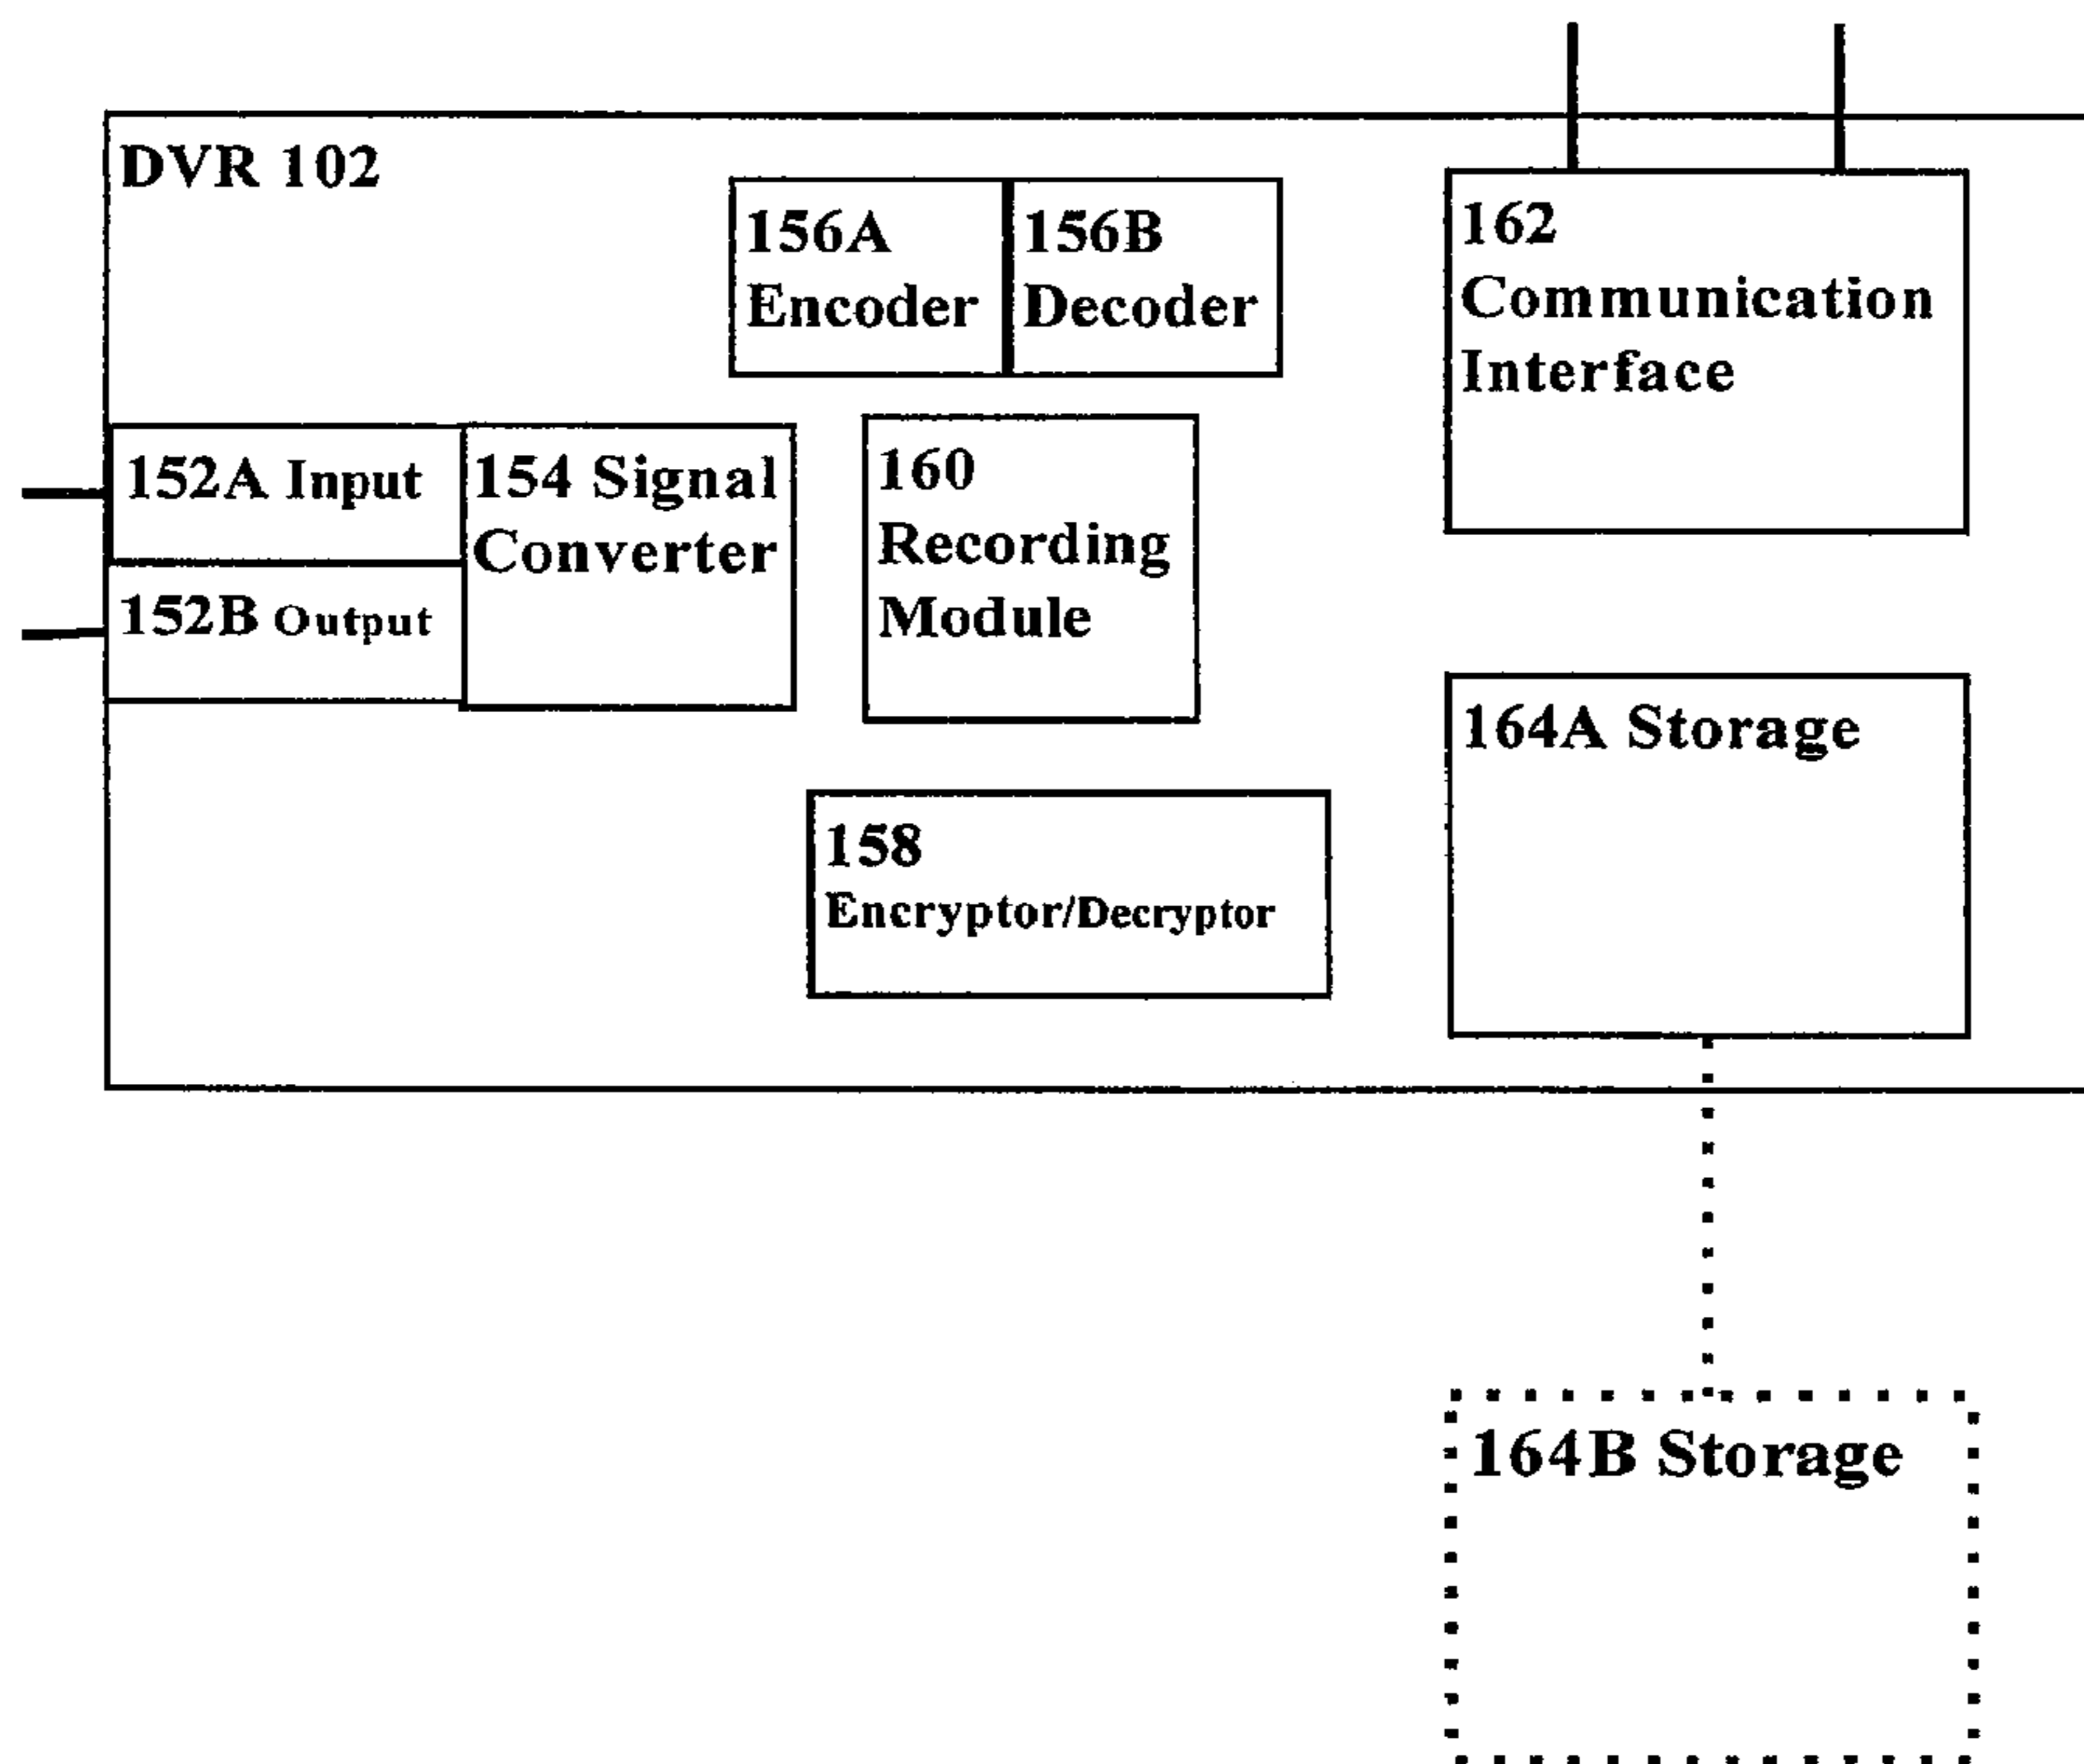 DVR 102
156A
Encoder
156B
Decoder
162
Communication
Interface
152A Input
152B Output
154 Signal
Converter
160
Recording
Module
158
Encryptor/Decryptor
164A Storage
164B Storage